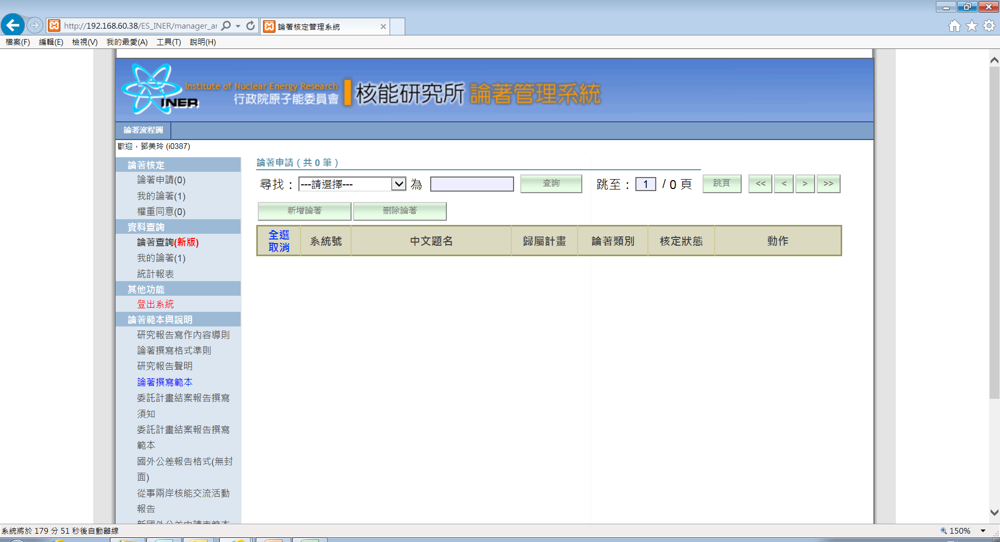 http://192.168.60.38/ES_INER/manager_ar
論著核定管理系統
檔案(F) 編輯(E) 檢視(V) 我的最愛(A) 工具(T) 說明(H)
INER
Institute of Nuclear Energy Research
行政院原子能委員會
核能研究所 論著管理系統
論著流程圖
歡迎，鄧美玲 (i0387)
論著核定
論著申請(0)
我的論著(1)
權重同意(0)
資料查詢
論著查詢(新版)
我的論著(1)
統計報表
其他功能
登出系統
論著範本與說明
研究報告寫作內容導則
論著撰寫格式準則
研究報告聲明
論著撰寫範本
委託計畫結案報告撰寫
須知
委託計畫結案報告撰寫
範本
國外公差報告格式(無封
面)
從事兩岸核能交流活動
報告
論著申請 ( 共 0 筆 )
尋找： ---請選擇--- 為 查詢 跳至： 1 / 0 頁 跳頁 << < > >>
新增論著 刪除論著
全選
取消
系統號 中文題名 歸屬計畫 論著類別 核定狀態 動作
系統將於 179 分 51 秒後自動離線
150%